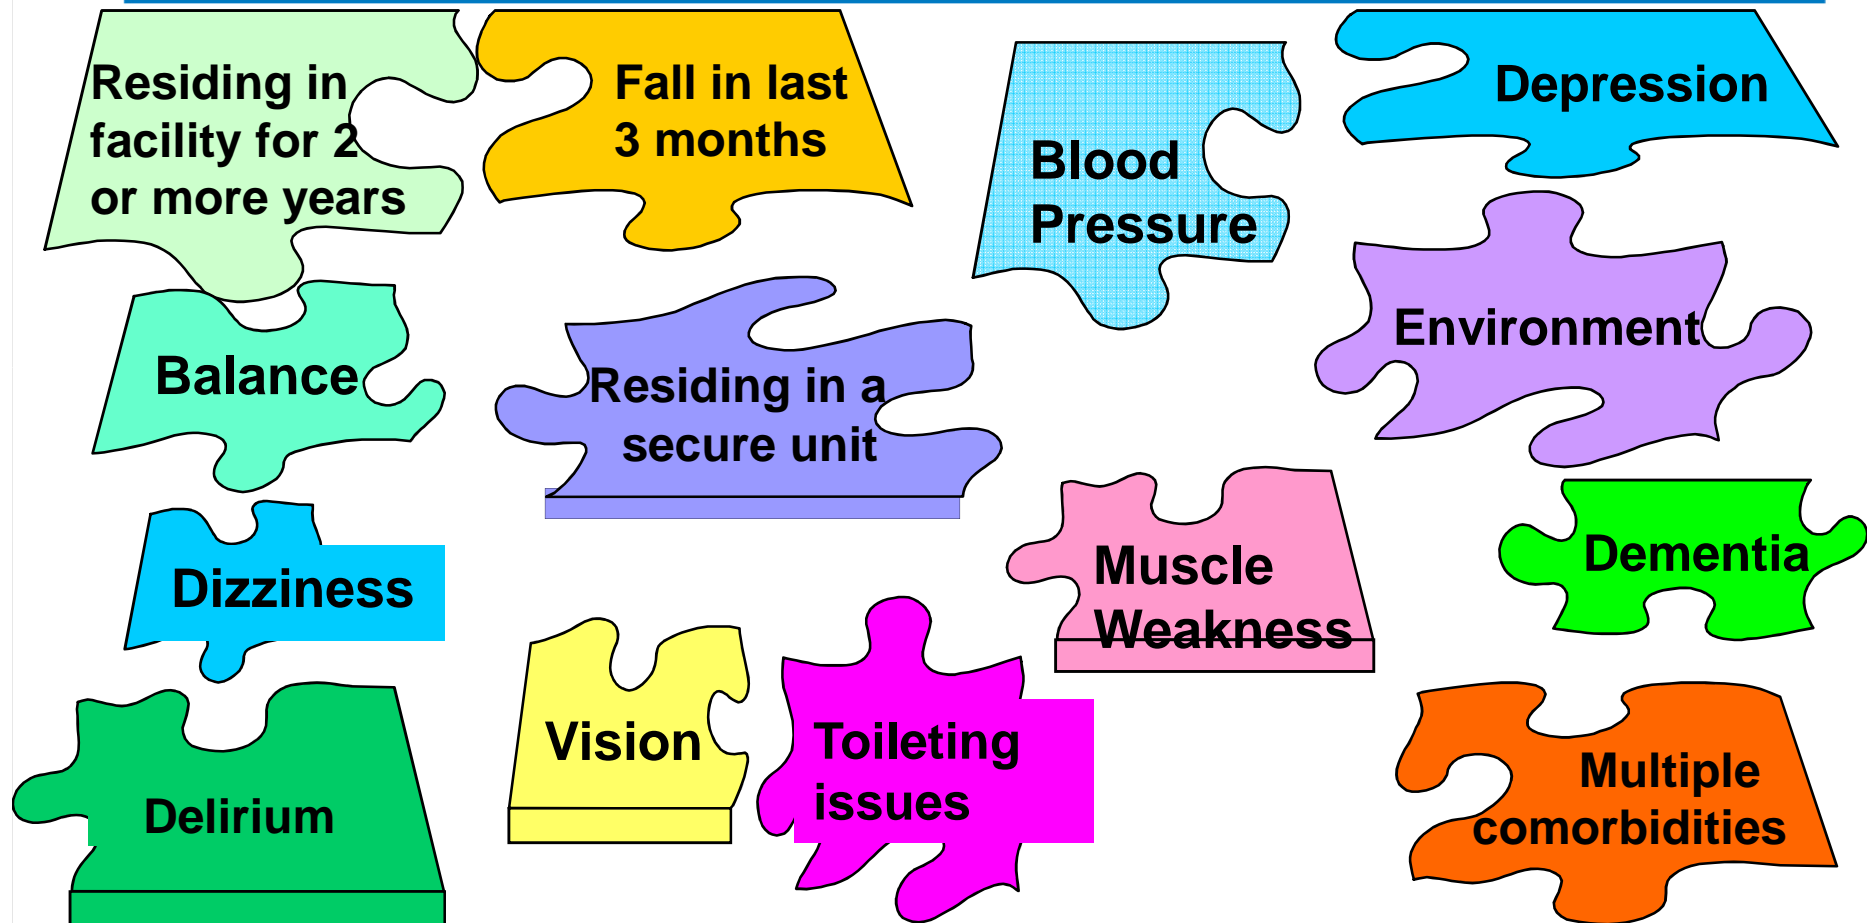 Residing in
facility for 2
or more years
Fall in last
3 months
Blood
Pressure
Depression
Balance
Residing in a
secure unit
Environment
Dizziness
Muscle
Weakness
Dementia
Delirium
Vision
Toileting
issues
Multiple
comorbidities